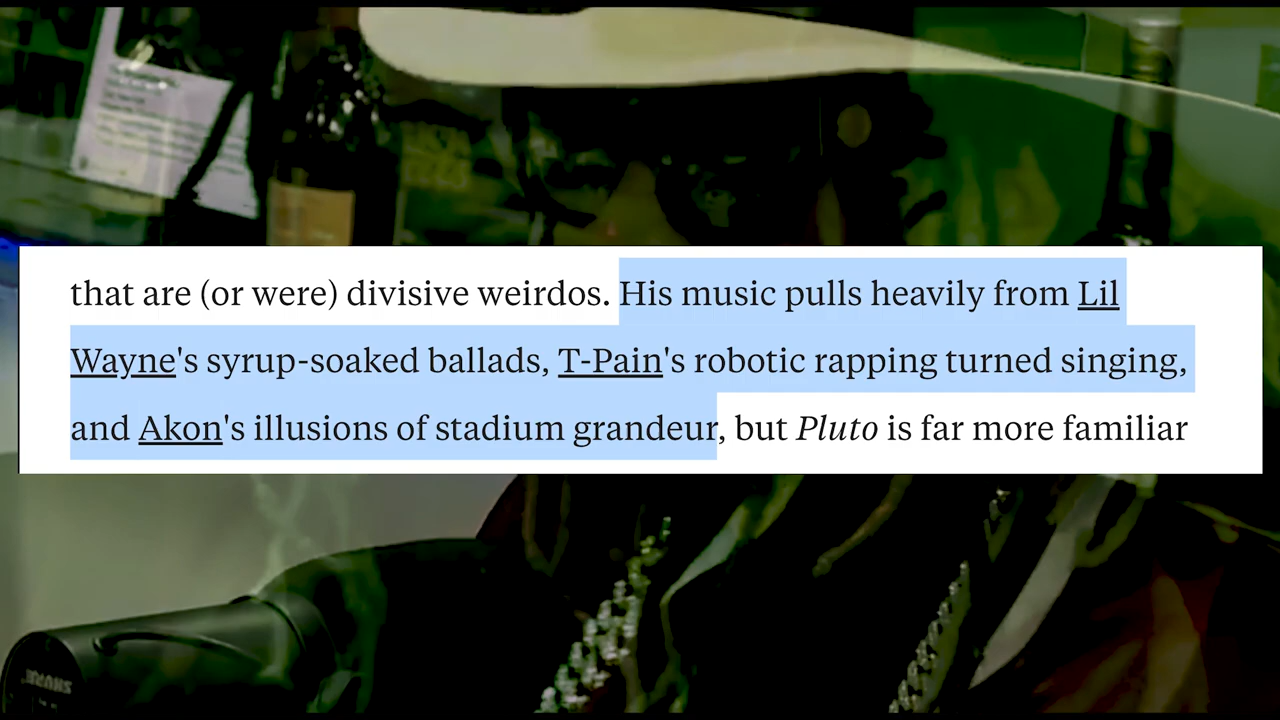 that are (or were) divisive weirdos. His music pulls heavily from Lil
Wayne's syrup-soaked ballads, T-Pain's robotic rapping turned singing,
and Akon's illusions of stadium grandeur, but Pluto is far more familiar